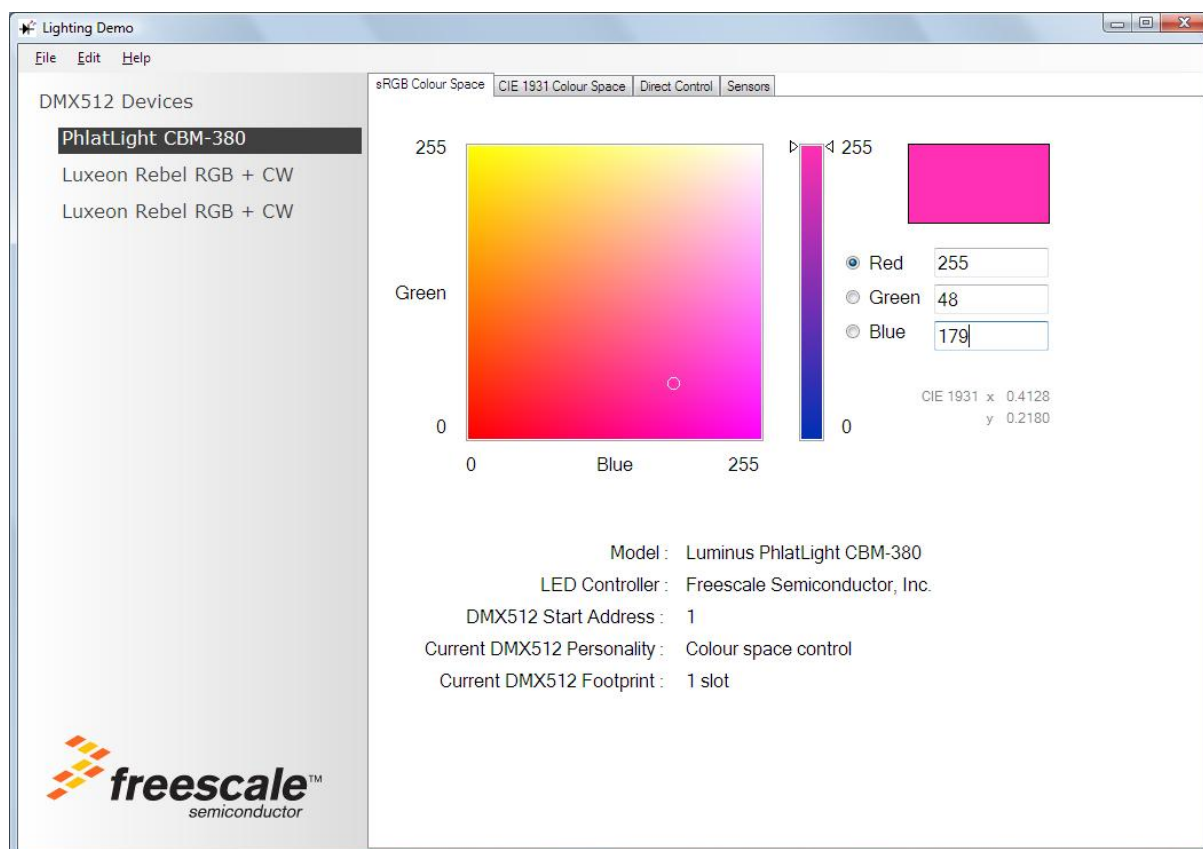 Lighting Demo
File Edit Help
DMX512 Devices
PhlatLight CBM-380
Luxeon Rebel RGB + CW
Luxeon Rebel RGB + CW
sRGB Colour Space CIE 1931 Colour Space Direct Control Sensors
255
Green
0
0 Blue 255
255
0
Red 255
Green 48
Blue 179
CIE 1931 x 0.4128
y 0.2180
Model : Luminus PhlatLight CBM-380
LED Controller : Freescale Semiconductor, Inc.
DMX512 Start Address : 1
Current DMX512 Personality : Colour space control
Current DMX512 Footprint : 1 slot
freescale™
semiconductor